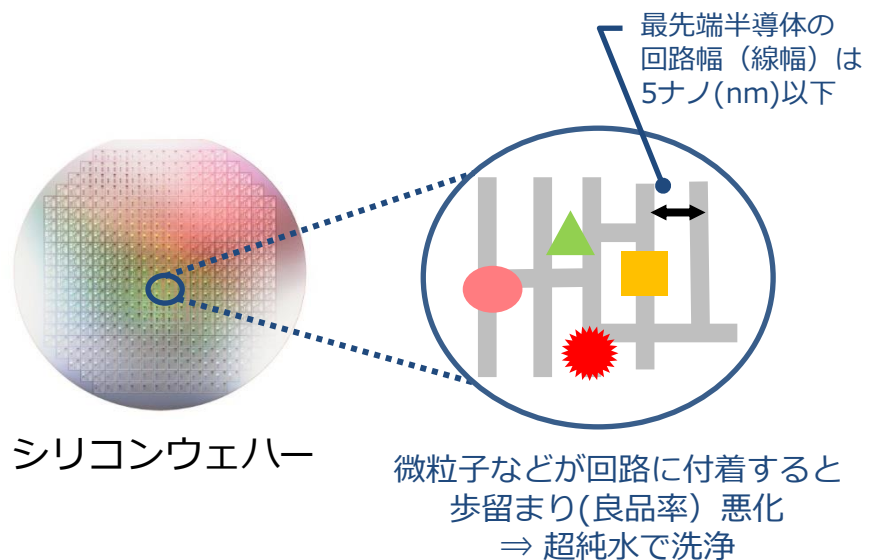 最先端半導体の
回路幅（線幅）は
5ナノ(nm)以下
シリコンウェハー
微粒子などが回路に付着すると
歩留まり(良品率）悪化
⇒ 超純水で洗浄